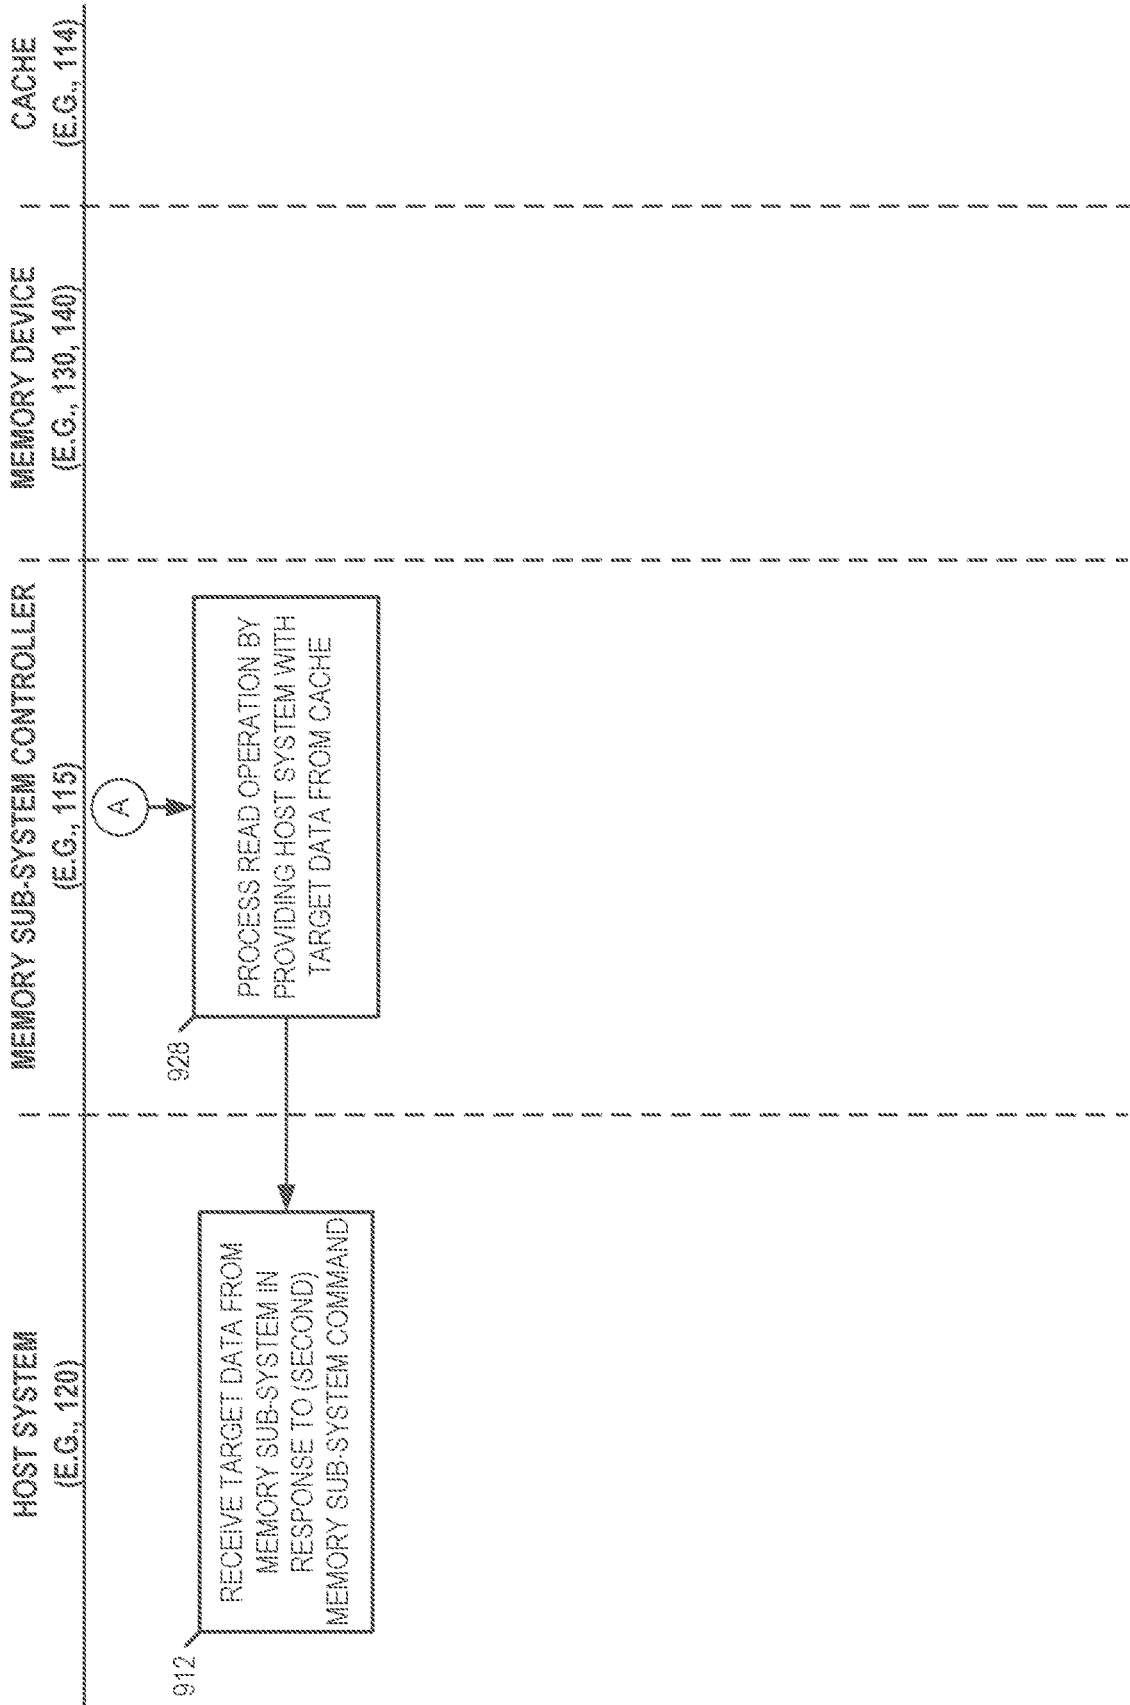 HOST SYSTEM
(E.G., 120)
MEMORY SUB-SYSTEM CONTROLLER
(E.G., 115)
MEMORY DEVICE
(E.G., 130, 140)
CACHE
(E.G., 114)
A
928
PROCESS READ OPERATION BY
PROVIDING HOST SYSTEM WITH
TARGET DATA FROM CACHE
912
RECEIVE TARGET DATA FROM
MEMORY SUB-SYSTEM IN
RESPONSE TO (SECOND)
MEMORY SUB-SYSTEM COMMAND